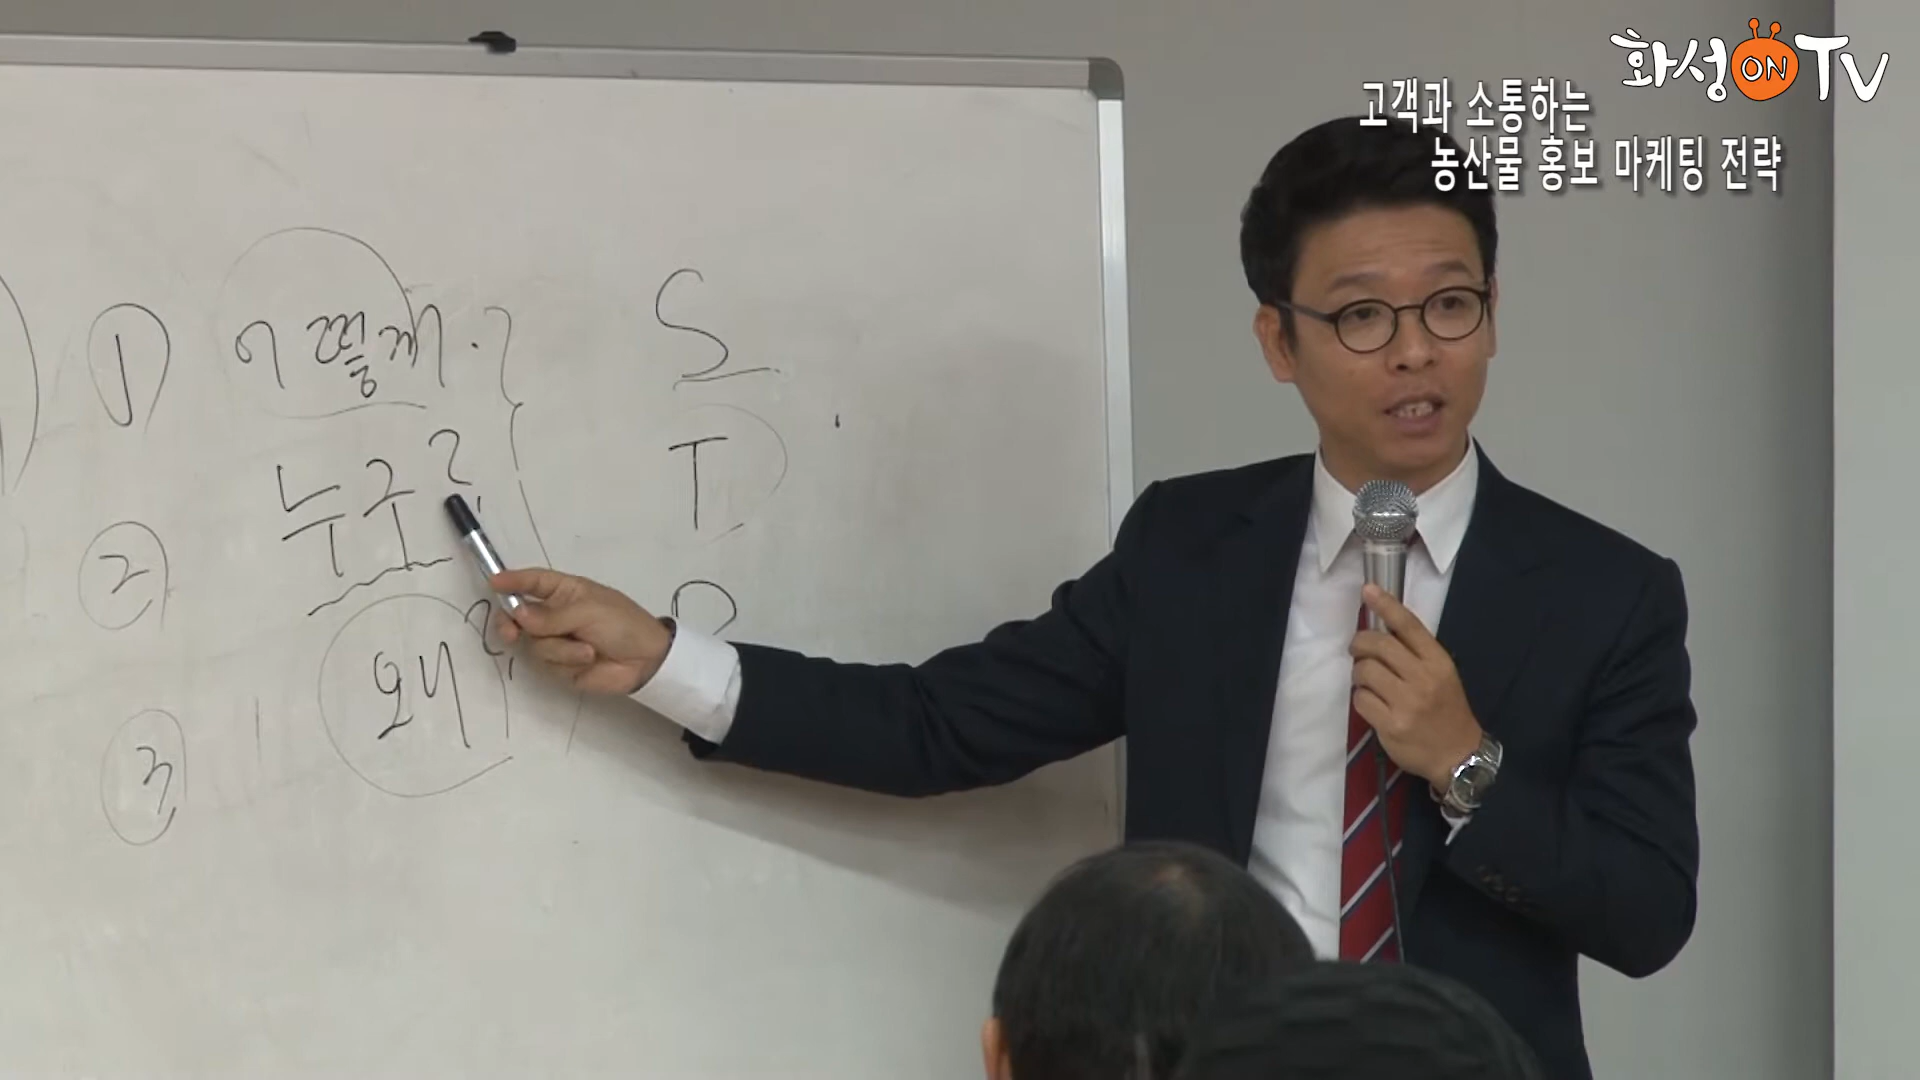 화성ONTV
고객과 소통하는
농산물 홍보 마케팅 전략
① 어떻게.? S
누구? T
②
왜? P
③